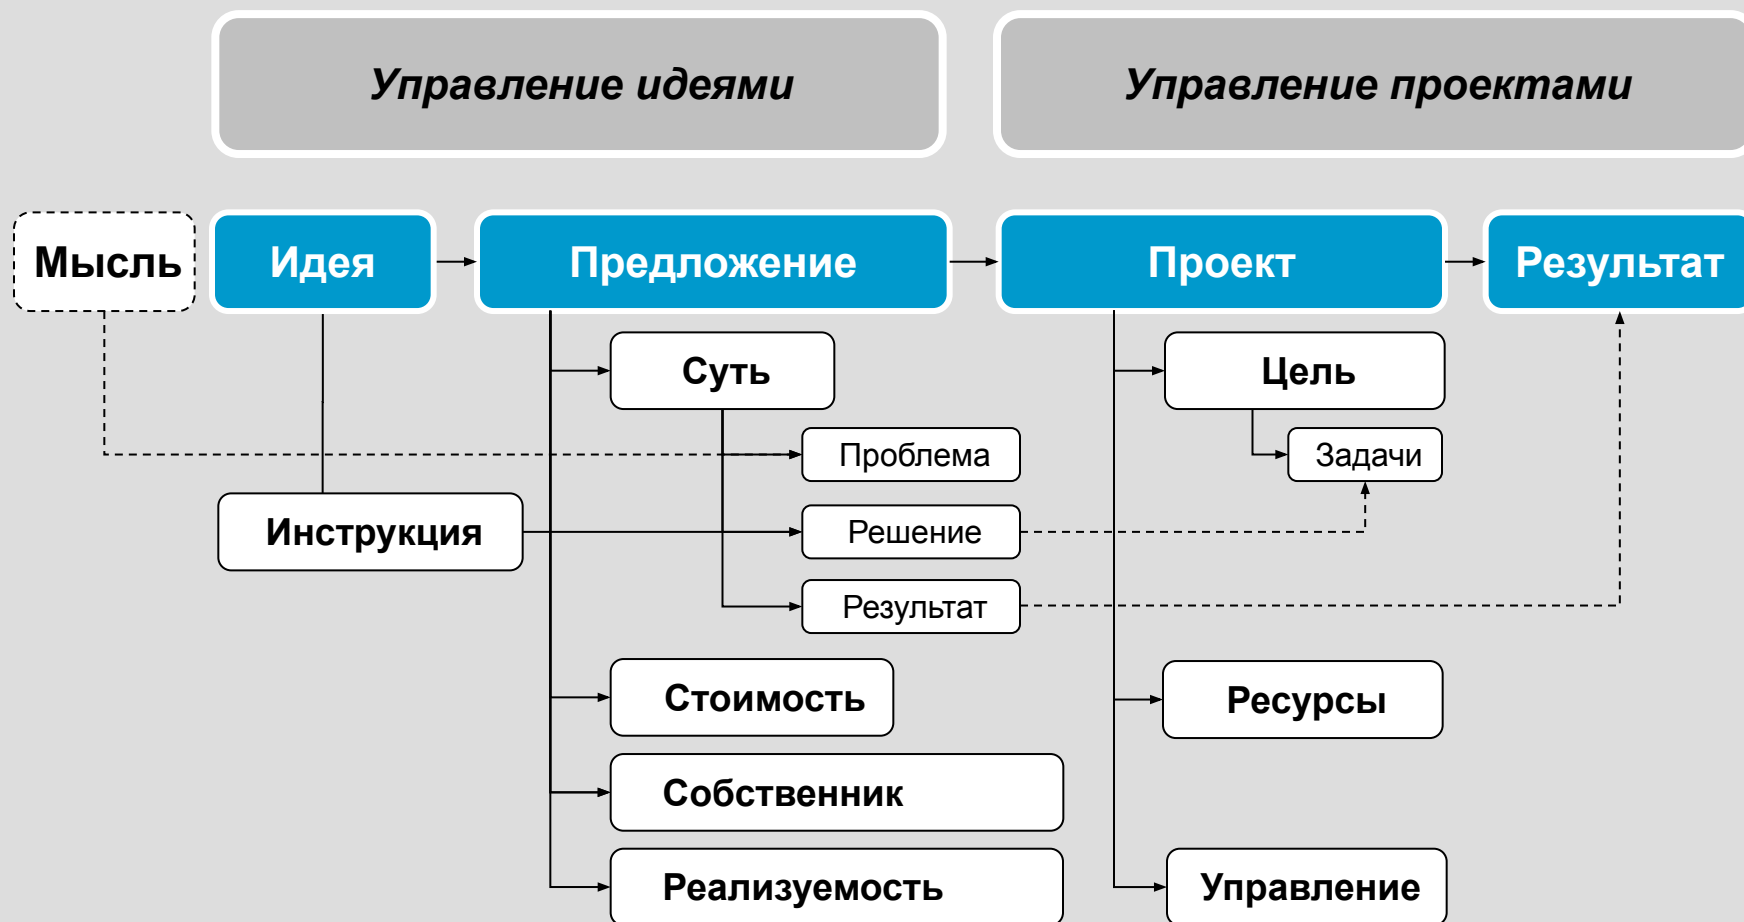 Управление идеями
Управление проектами
Мысль
Идея
Предложение
Проект
Результат
Суть
Цель
Проблема
Задачи
Инструкция
Решение
Результат
Стоимость
Ресурсы
Собственник
Реализуемость
Управление